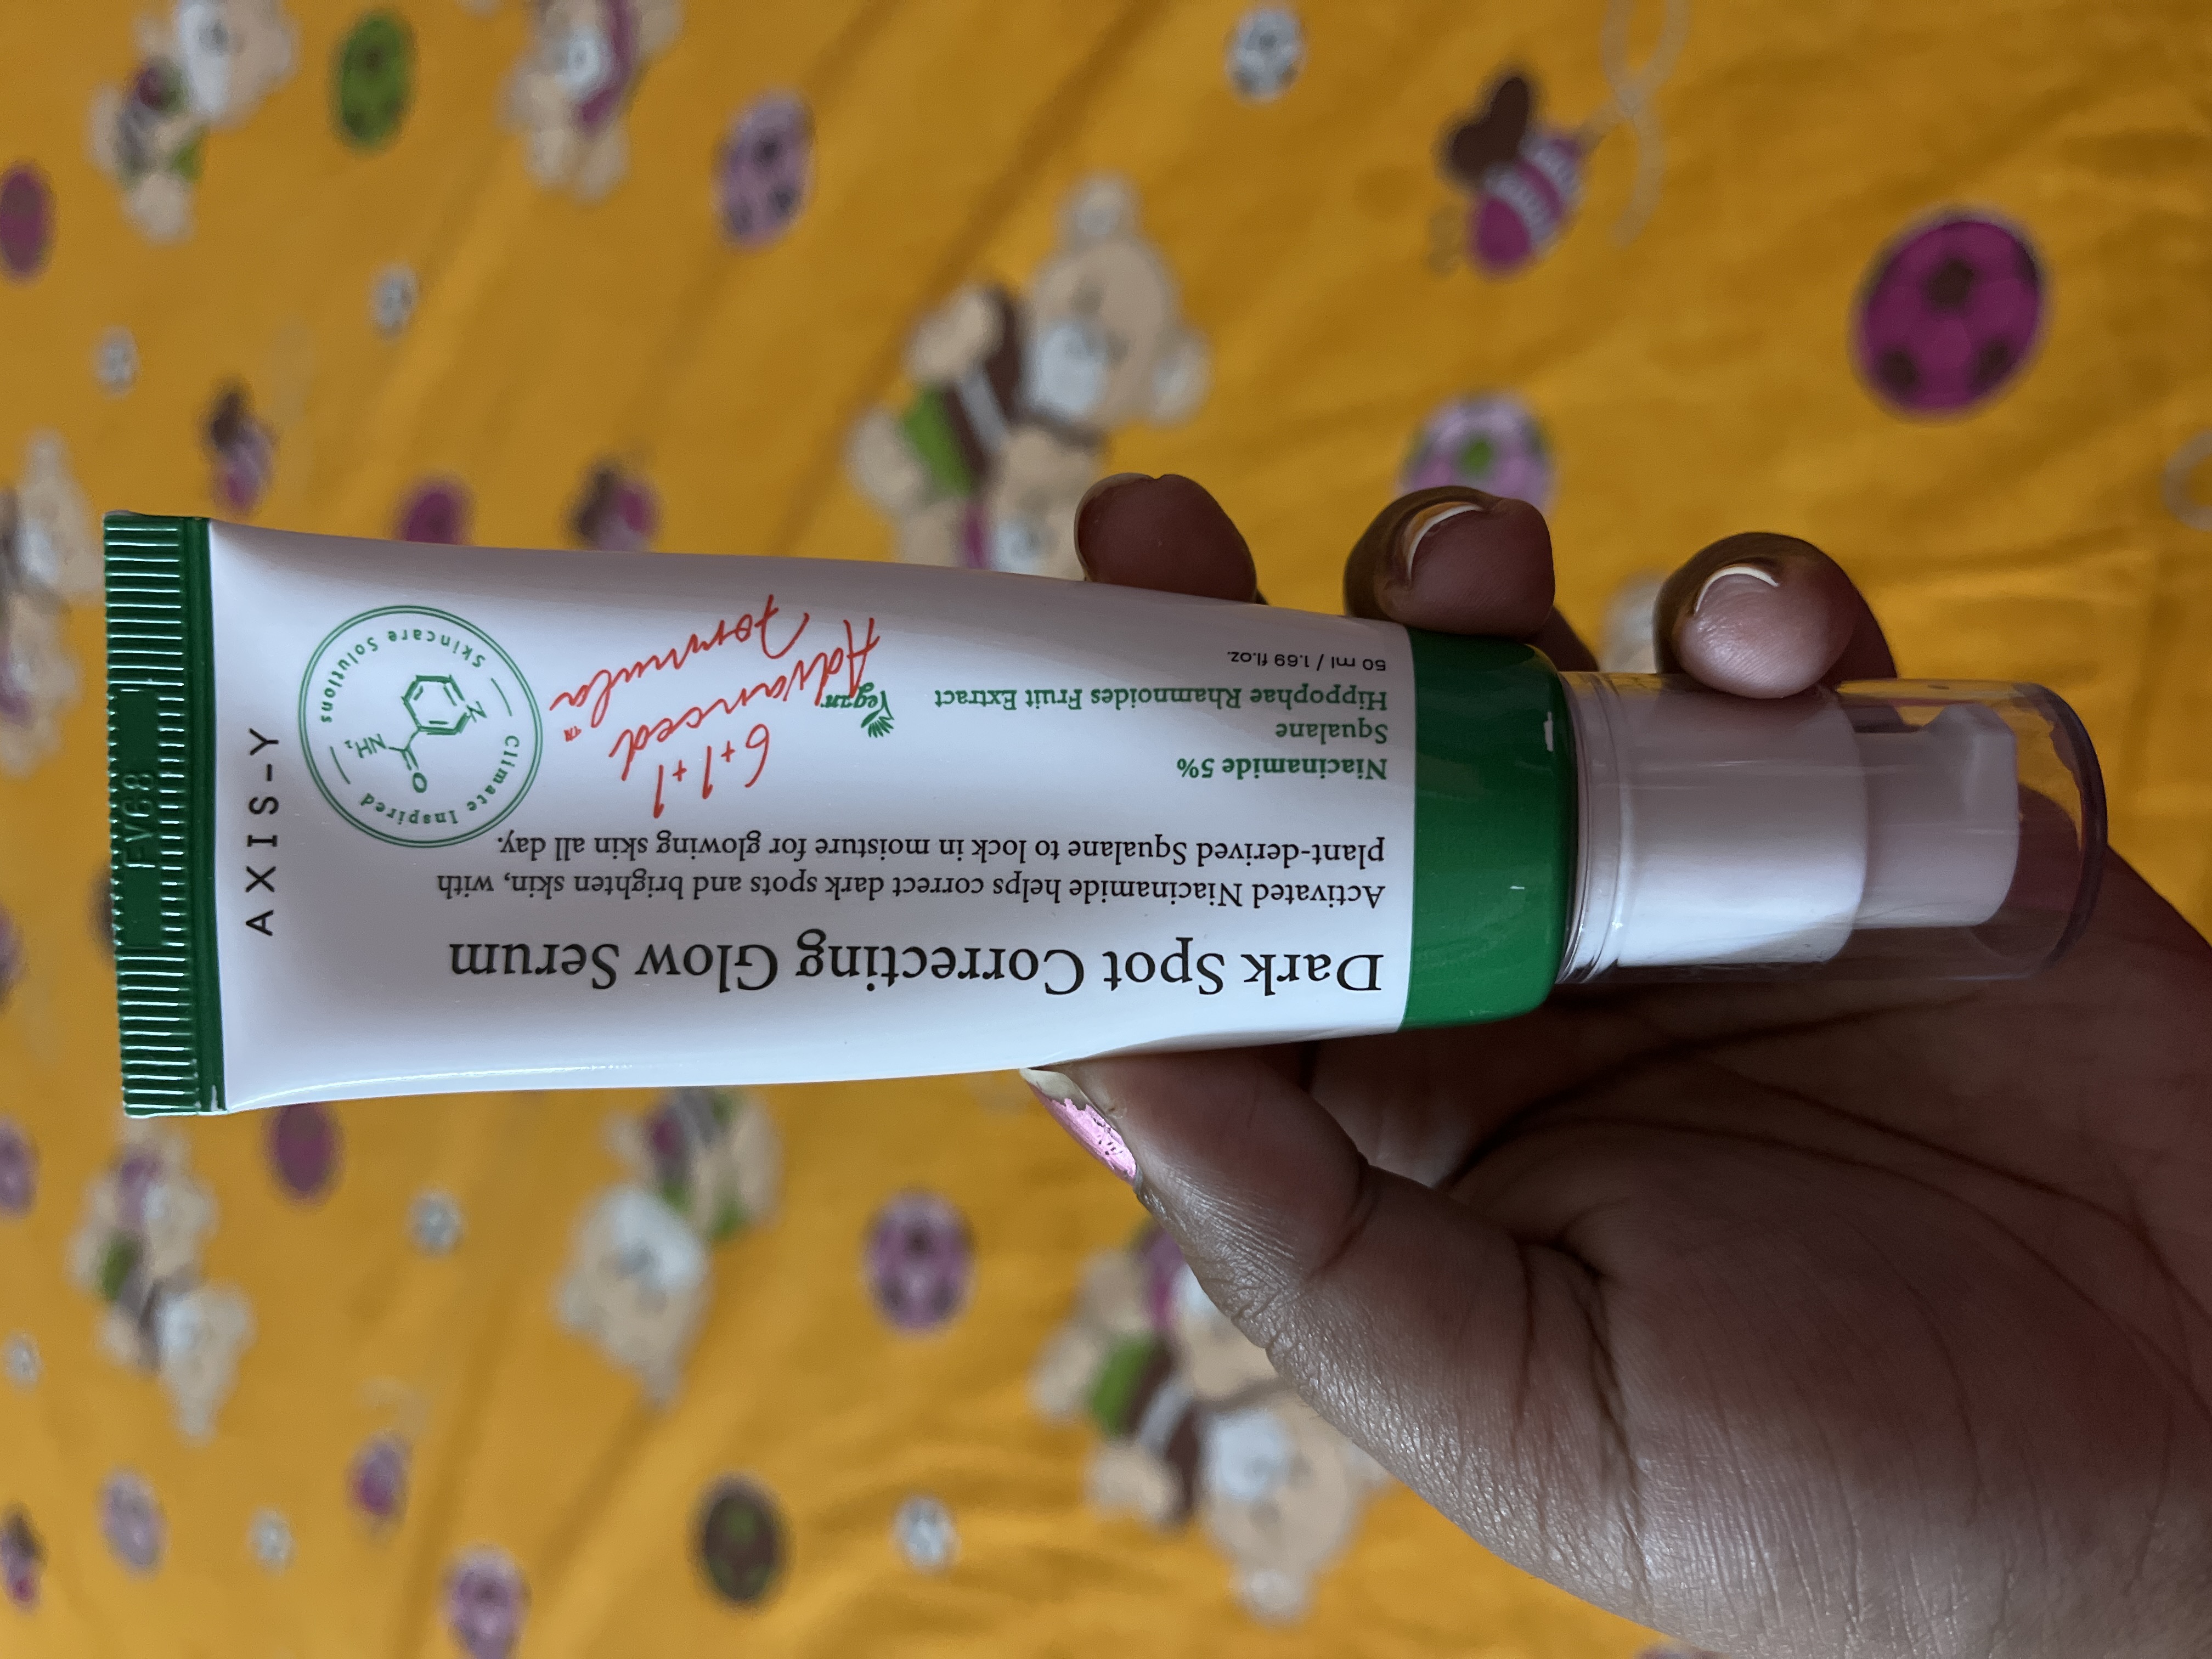 Dark Spot Correcting Glow Serum
Activated Niacinamide helps correct dark spots and brighten skin, with
plant-derived Squalane to lock in moisture for glowing skin all day.
Niacinamide 5%
Squalane
Hippophae Rhamnoides Fruit Extract
50 ml / 1.69 fl.oz.
Vegan
6+1+1
Advanced
Formula™
Climate Inspired
Skincare Solutions
O
NH₂
N
AXIS-Y